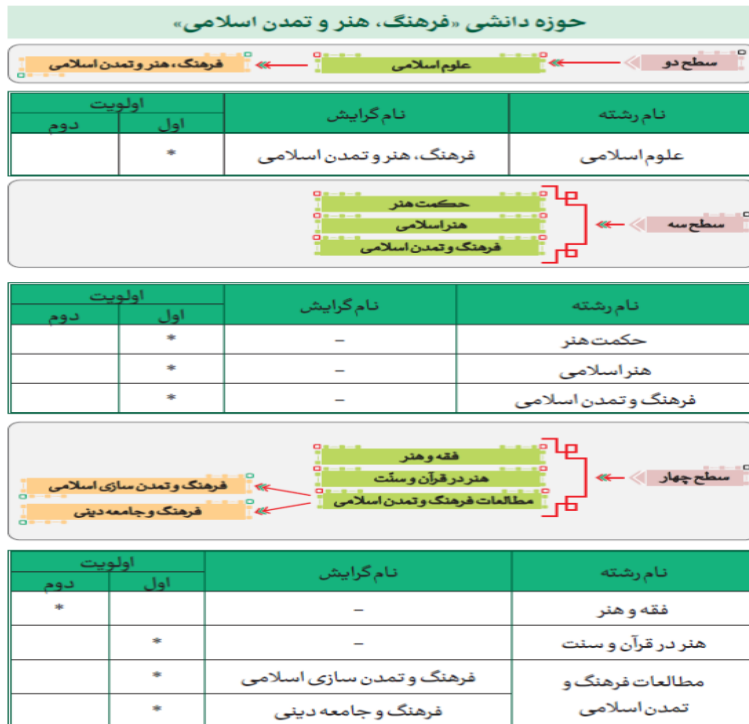 حوزه دانشی «فرهنگ، هنر و تمدن اسلامی»
سطح دو علوم اسلامی فرهنگ، هنر و تمدن اسلامی
نام رشته نام گرایش اولویت
اول دوم
علوم اسلامی فرهنگ، هنر و تمدن اسلامی *
حکمت هنر
سطح سه هنر اسلامی
فرهنگ و تمدن اسلامی
نام رشته نام گرایش اولویت
اول دوم
حکمت هنر – *
هنر اسلامی – *
فرهنگ و تمدن اسلامی – *
فقه و هنر
سطح چهار هنر در قرآن و سنّت فرهنگ و تمدن سازی اسلامی
مطالعات فرهنگ و تمدن اسلامی فرهنگ و جامعه دینی
نام رشته نام گرایش اولویت
اول دوم
فقه و هنر – *
هنر در قرآن و سنت – *
مطالعات فرهنگ و فرهنگ و تمدن سازی اسلامی *
تمدن اسلامی فرهنگ و جامعه دینی *